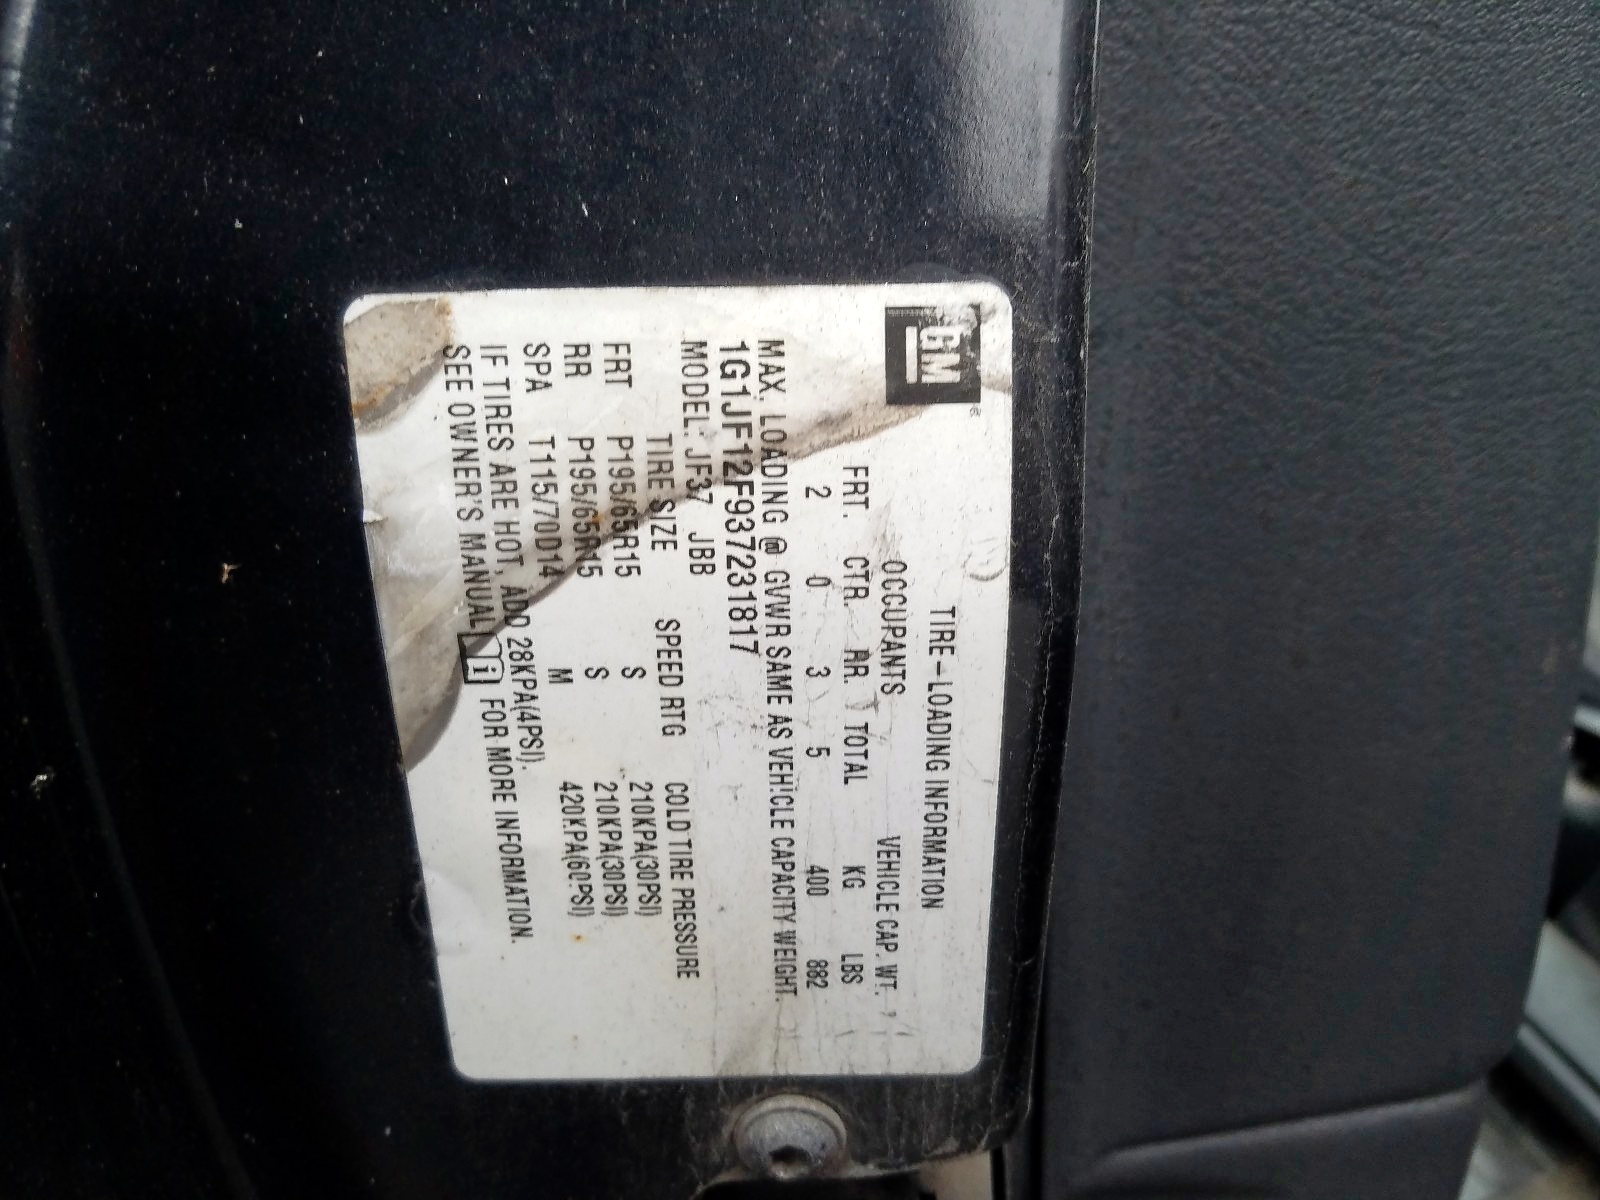 GM
TIRE-LOADING INFORMATION
OCCUPANTS VEHICLE CAP. WT.
FRT. CTR. RR. TOTAL KG LBS
2 0 3 5 400 882
MAX. LOADING @ GVWR SAME AS VEHICLE CAPACITY WEIGHT.
1G1JF12F937231817
MODEL: JF37 JBB
TIRE SIZE SPEED RTG COLD TIRE PRESSURE
FRT P195/65R15 S 210KPA(30PSI)
RR P195/65R15 S 210KPA(30PSI)
SPA T115/70D14 M 420KPA(60PSI)
IF TIRES ARE HOT, ADD 28KPA(4PSI).
SEE OWNER'S MANUAL i FOR MORE INFORMATION.